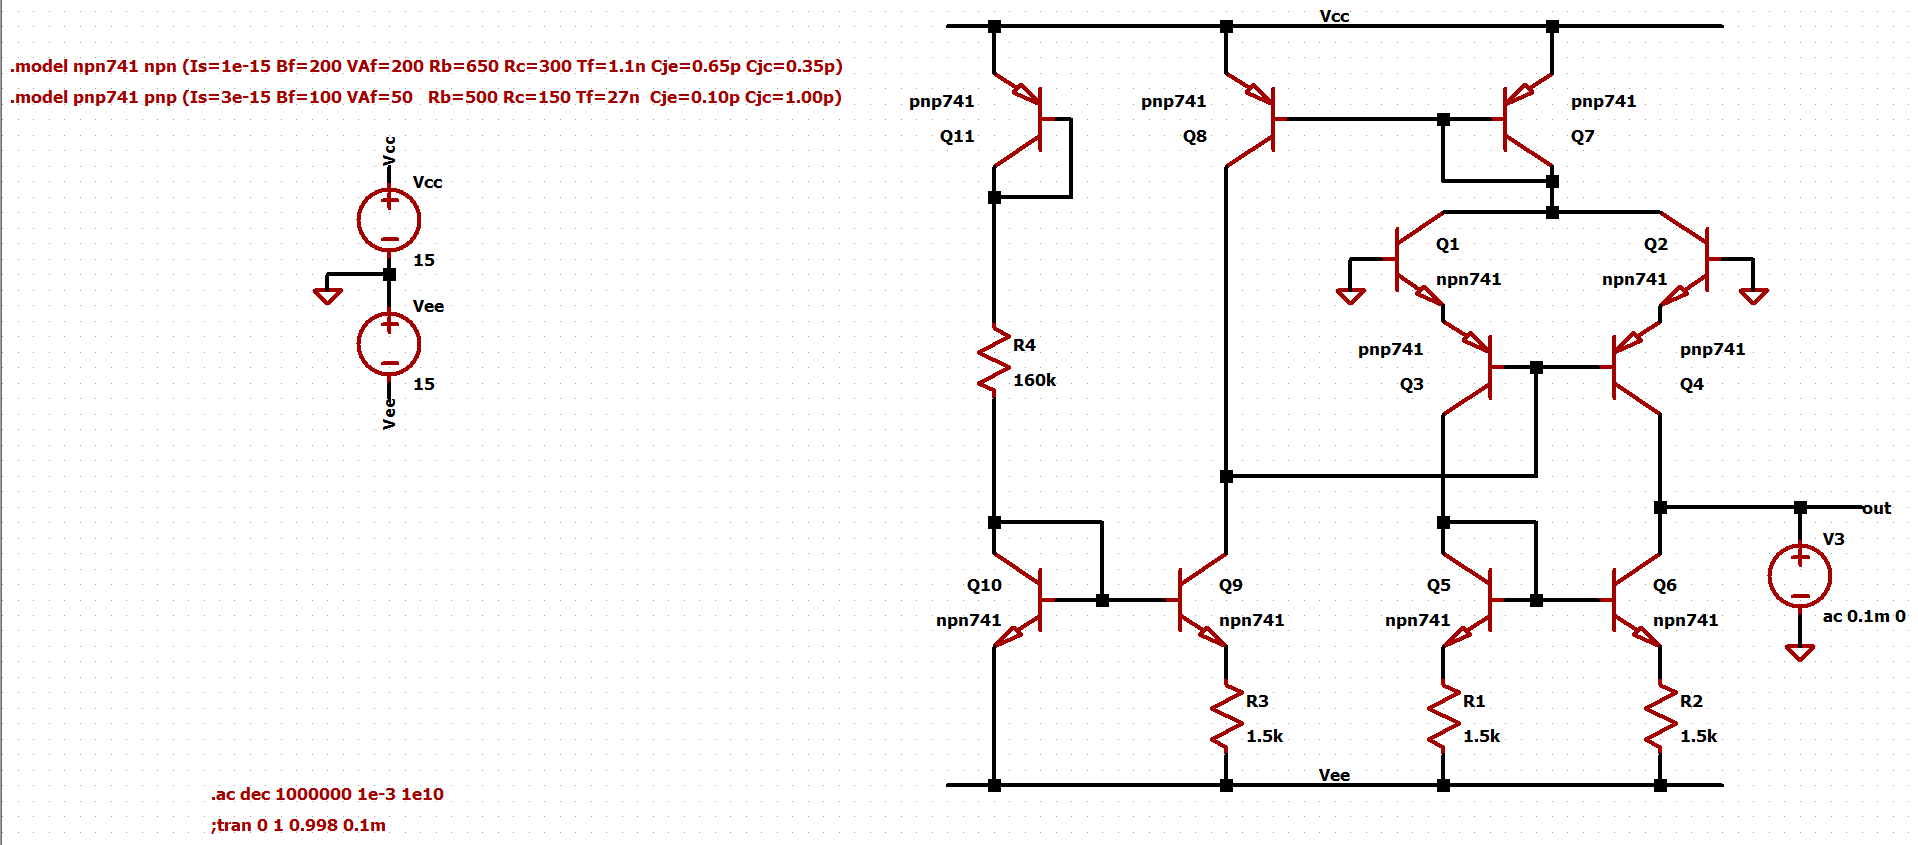 Vcc
.model npn741 npn (Is=1e-15 Bf=200 VAf=200 Rb=650 Rc=300 Tf=1.1n Cje=0.65p Cjc=0.35p)
.model pnp741 pnp (Is=3e-15 Bf=100 VAf=50 Rb=500 Rc=150 Tf=27n Cje=0.10p Cjc=1.00p)
pnp741
Q11
pnp741
Q8
pnp741
Q7
Vcc
Vcc
15
Vee
15
Vee
Q1
npn741
Q2
npn741
R4
160k
pnp741
Q3
pnp741
Q4
out
V3
ac 0.1m 0
Q10
npn741
Q9
npn741
Q5
npn741
Q6
npn741
R3
1.5k
R1
1.5k
R2
1.5k
Vee
.ac dec 1000000 1e-3 1e10
;tran 0 1 0.998 0.1m